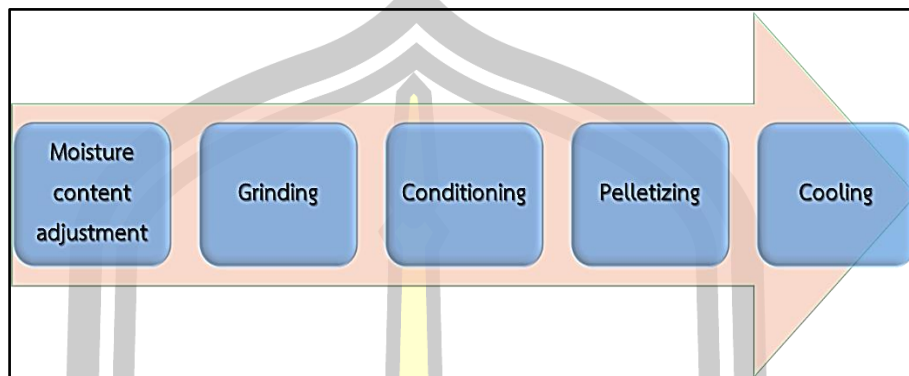 Moisture
content
adjustment
Grinding
Conditioning
Pelletizing
Cooling